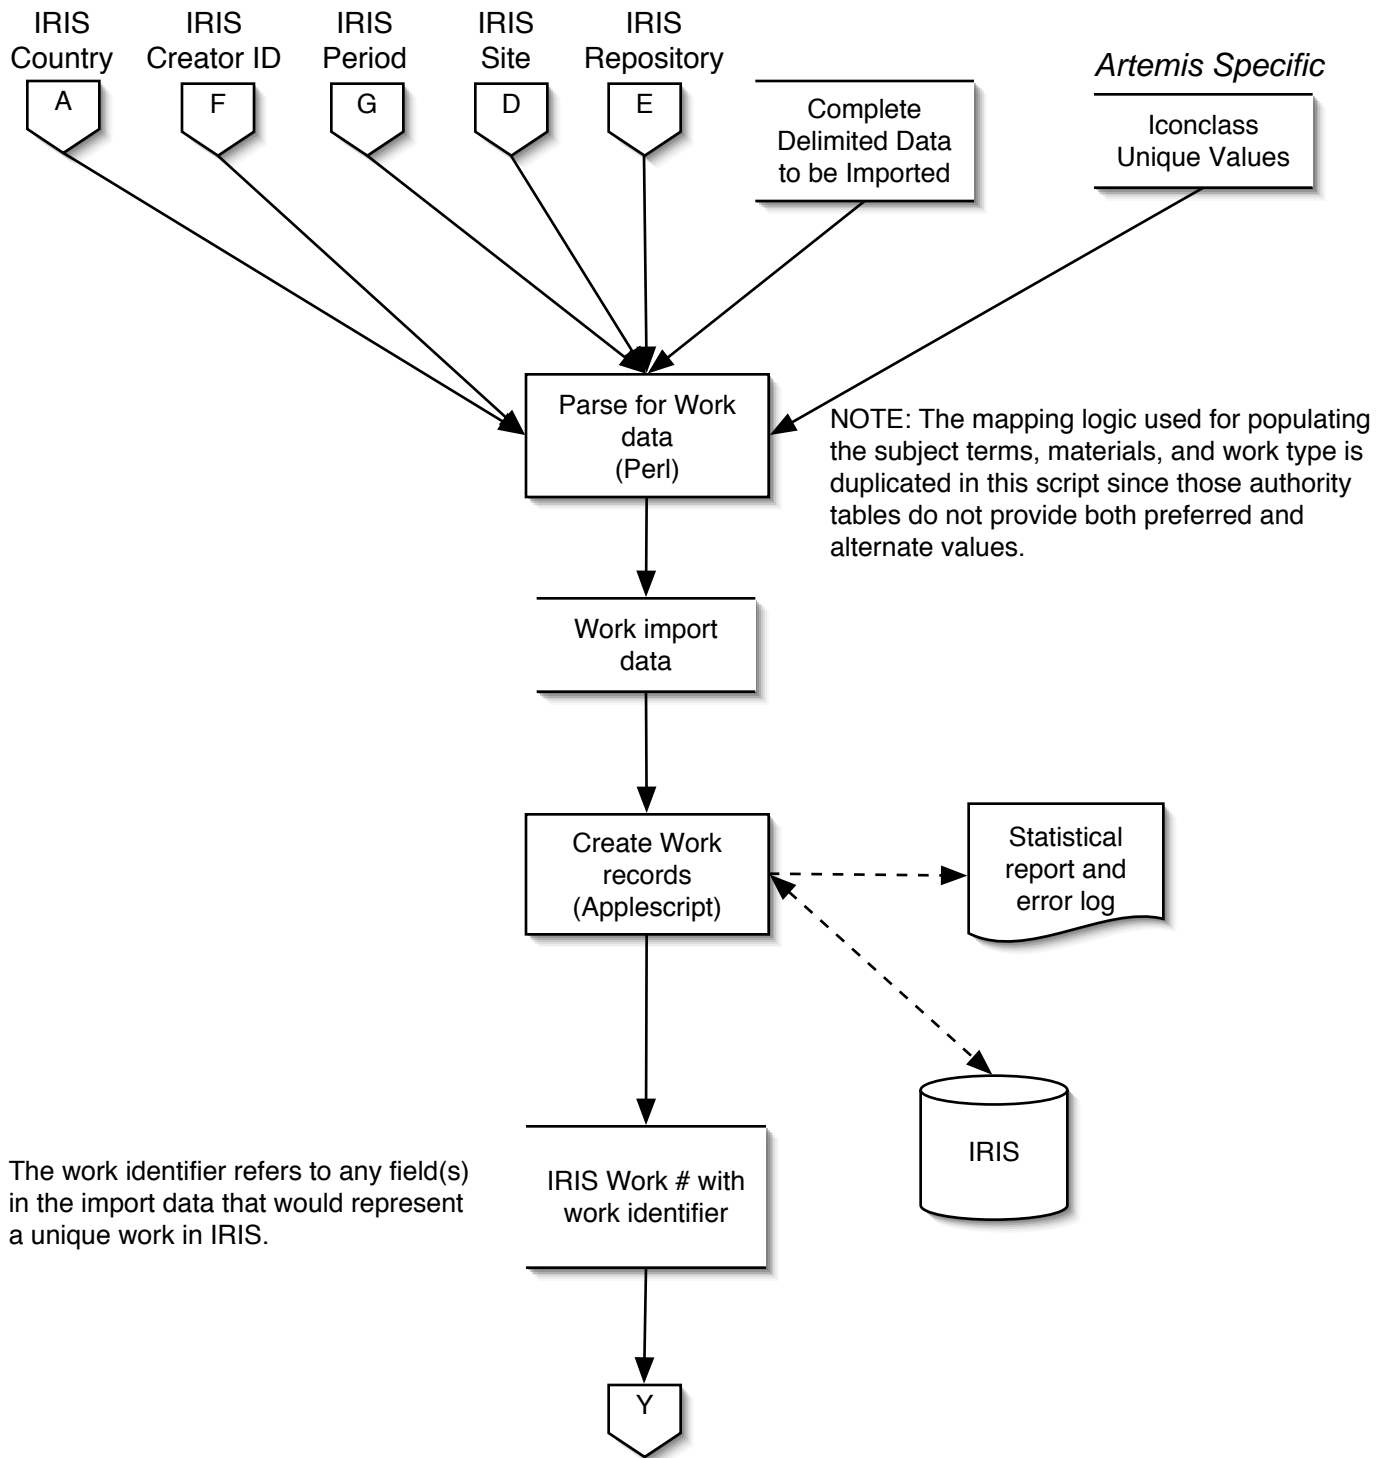 IRIS
Country
IRIS
Creator ID
IRIS
Period
IRIS
Site
IRIS
Repository
Artemis Specific
A
F
G
D
E
Complete
Delimited Data
to be Imported
Iconclass
Unique Values
Parse for Work
data
(Perl)
NOTE: The mapping logic used for populating
the subject terms, materials, and work type is
duplicated in this script since those authority
tables do not provide both preferred and
alternate values.
Work import
data
Create Work
records
(Applescript)
Statistical
report and
error log
IRIS
The work identifier refers to any field(s)
in the import data that would represent
a unique work in IRIS.
IRIS Work # with
work identifier
Y